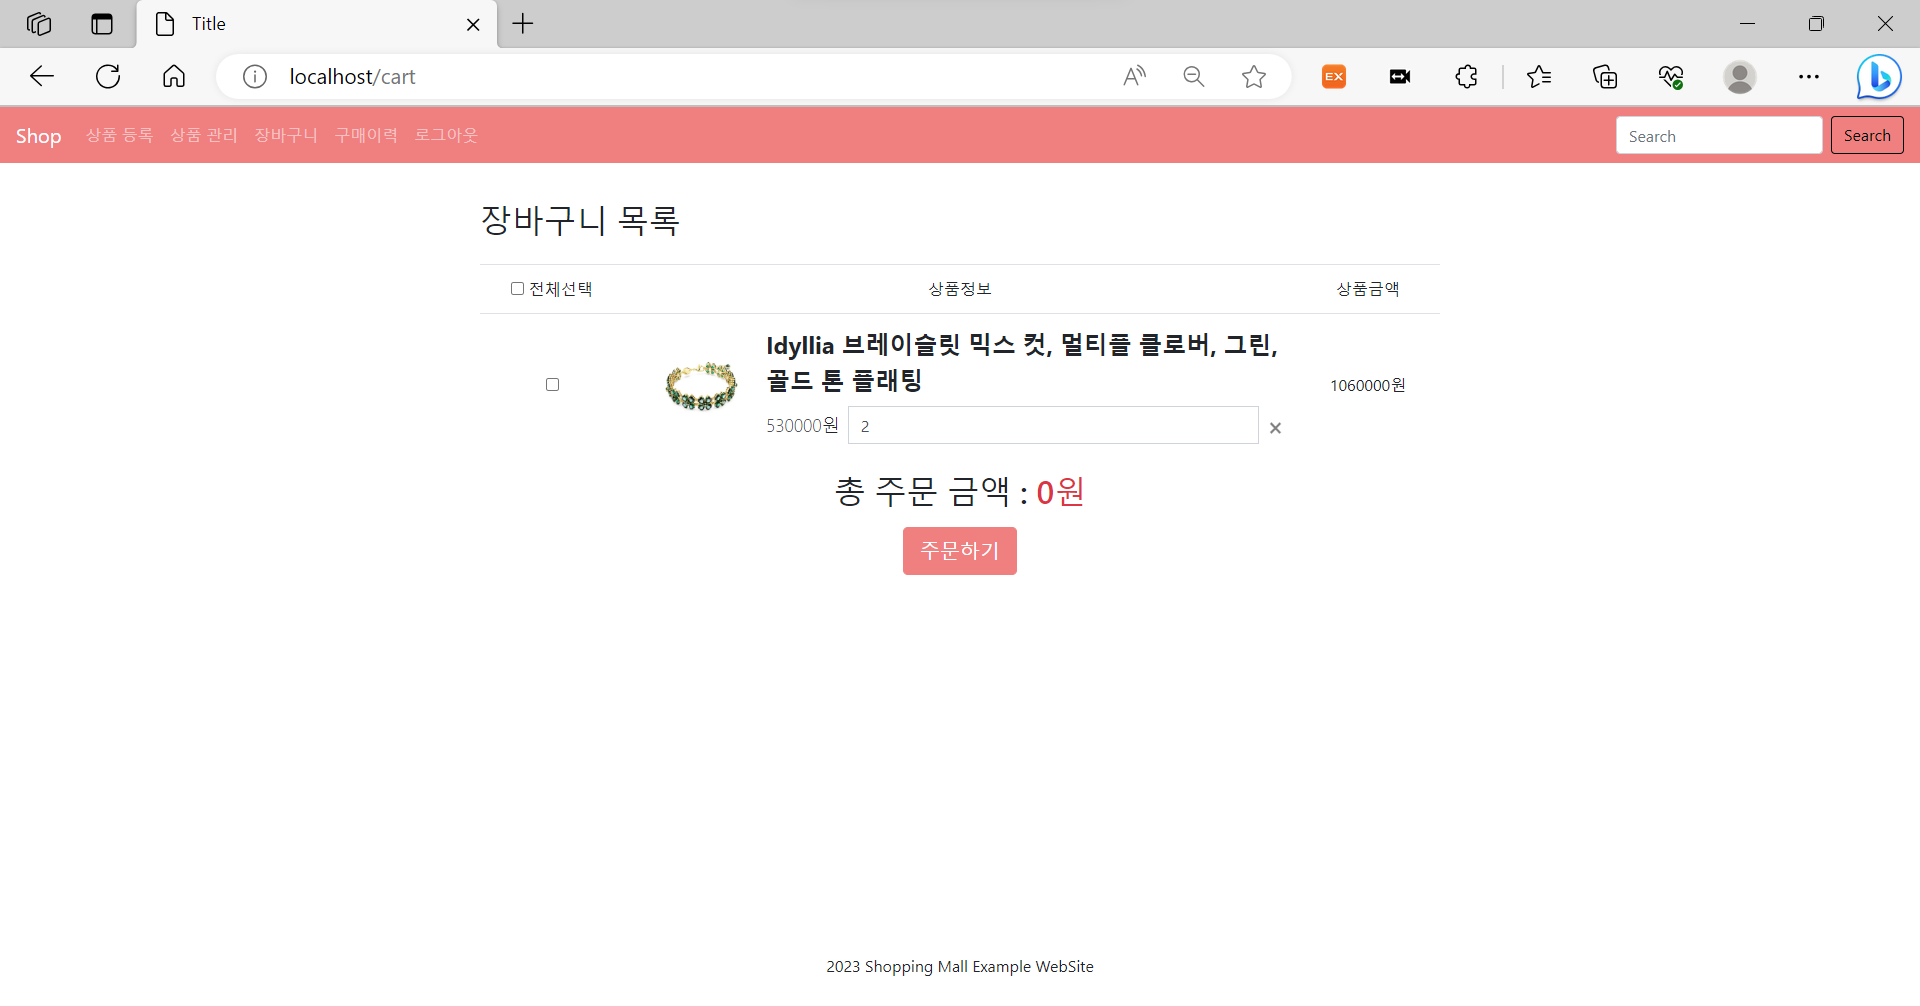 Title
localhost/cart
EX
Shop 상품 등록 상품 관리 장바구니 구매이력 로그아웃 Search Search
장바구니 목록
전체선택 상품정보 상품금액
Idyllia 브레이슬릿 믹스 컷, 멀티플 클로버, 그린,
골드 톤 플래팅
1060000원
530000원 2 ×
총 주문 금액 : 0원
주문하기
2023 Shopping Mall Example WebSite